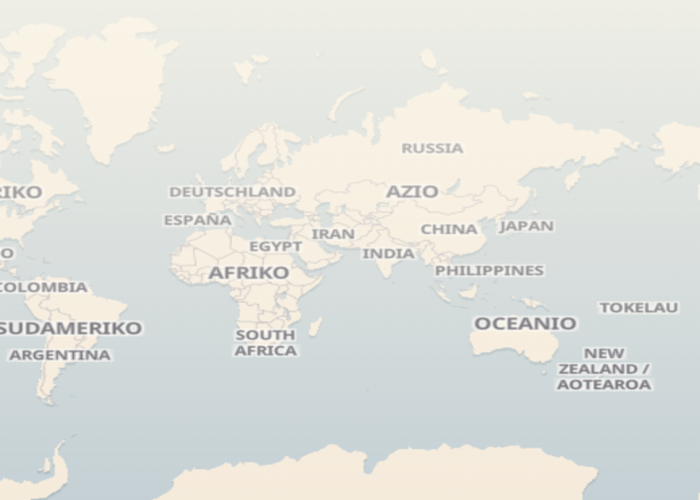 RUSSIA
DEUTSCHLAND
AZIO
RIKO
ESPAÑA
CHINA
JAPAN
IRAN
EGYPT
INDIA
O
AFRIKO
PHILIPPINES
COLOMBIA
TOKELAU
OCEANIO
SUDAMERIKO
SOUTH
AFRICA
ARGENTINA
NEW
ZEALAND /
AOTEAROA